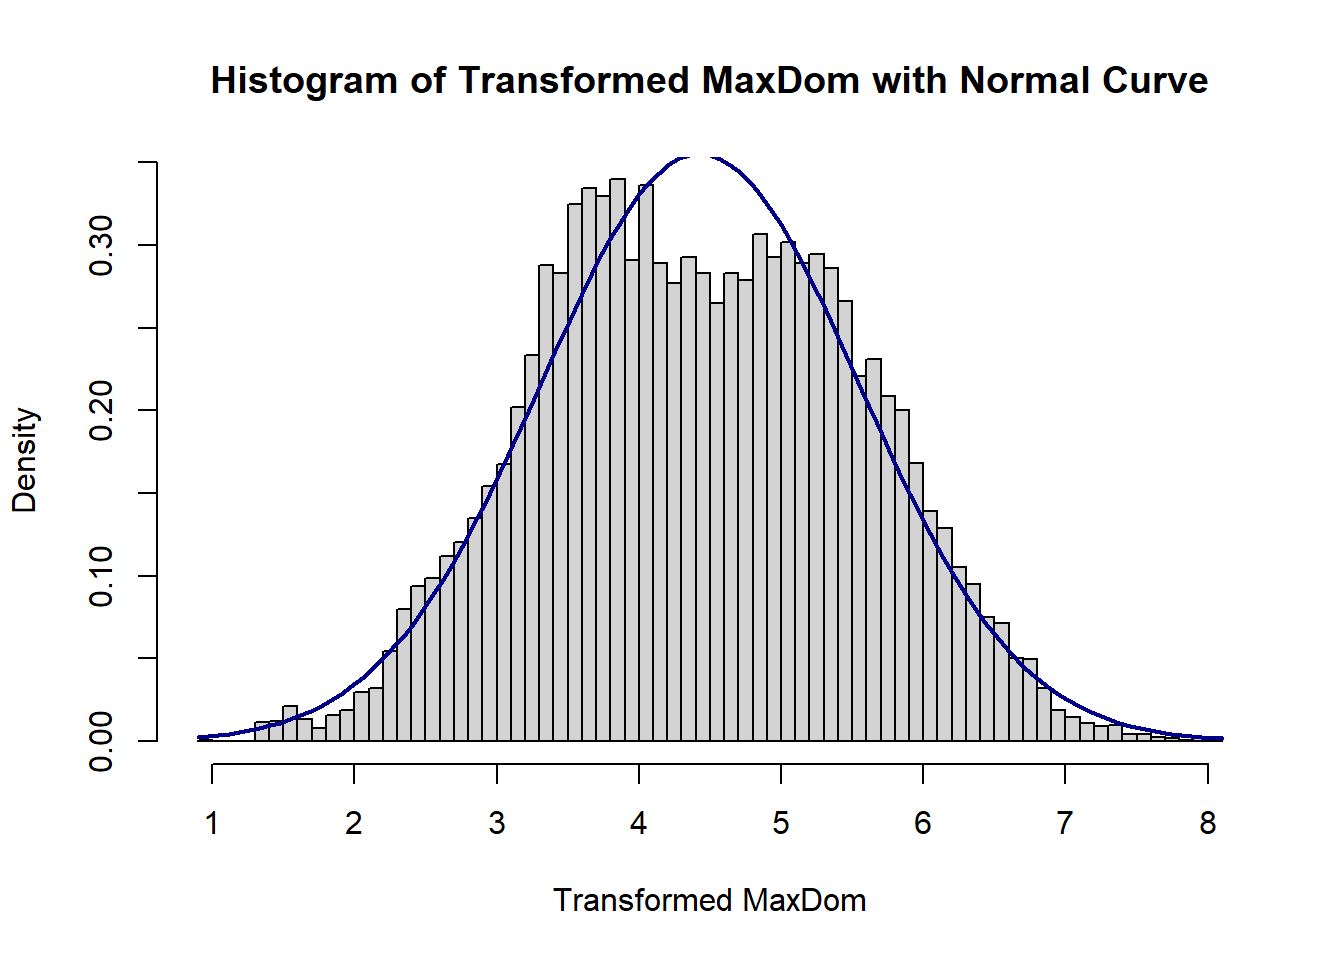 Histogram of Transformed MaxDom with Normal Curve
Density
0.30
0.20
0.10
0.00
1 2 3 4 5 6 7 8
Transformed MaxDom